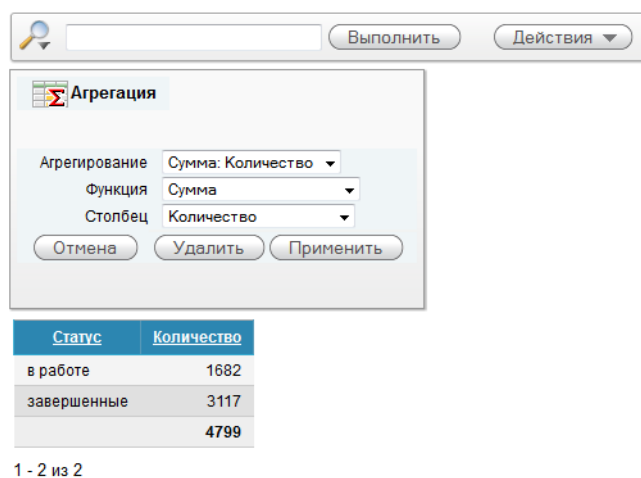 Выполнить Действия
Агрегация
Агрегирование Сумма: Количество
Функция Сумма
Столбец Количество
Отмена Удалить Применить
Статус Количество
в работе 1682
завершенные 3117
4799
1 - 2 из 2